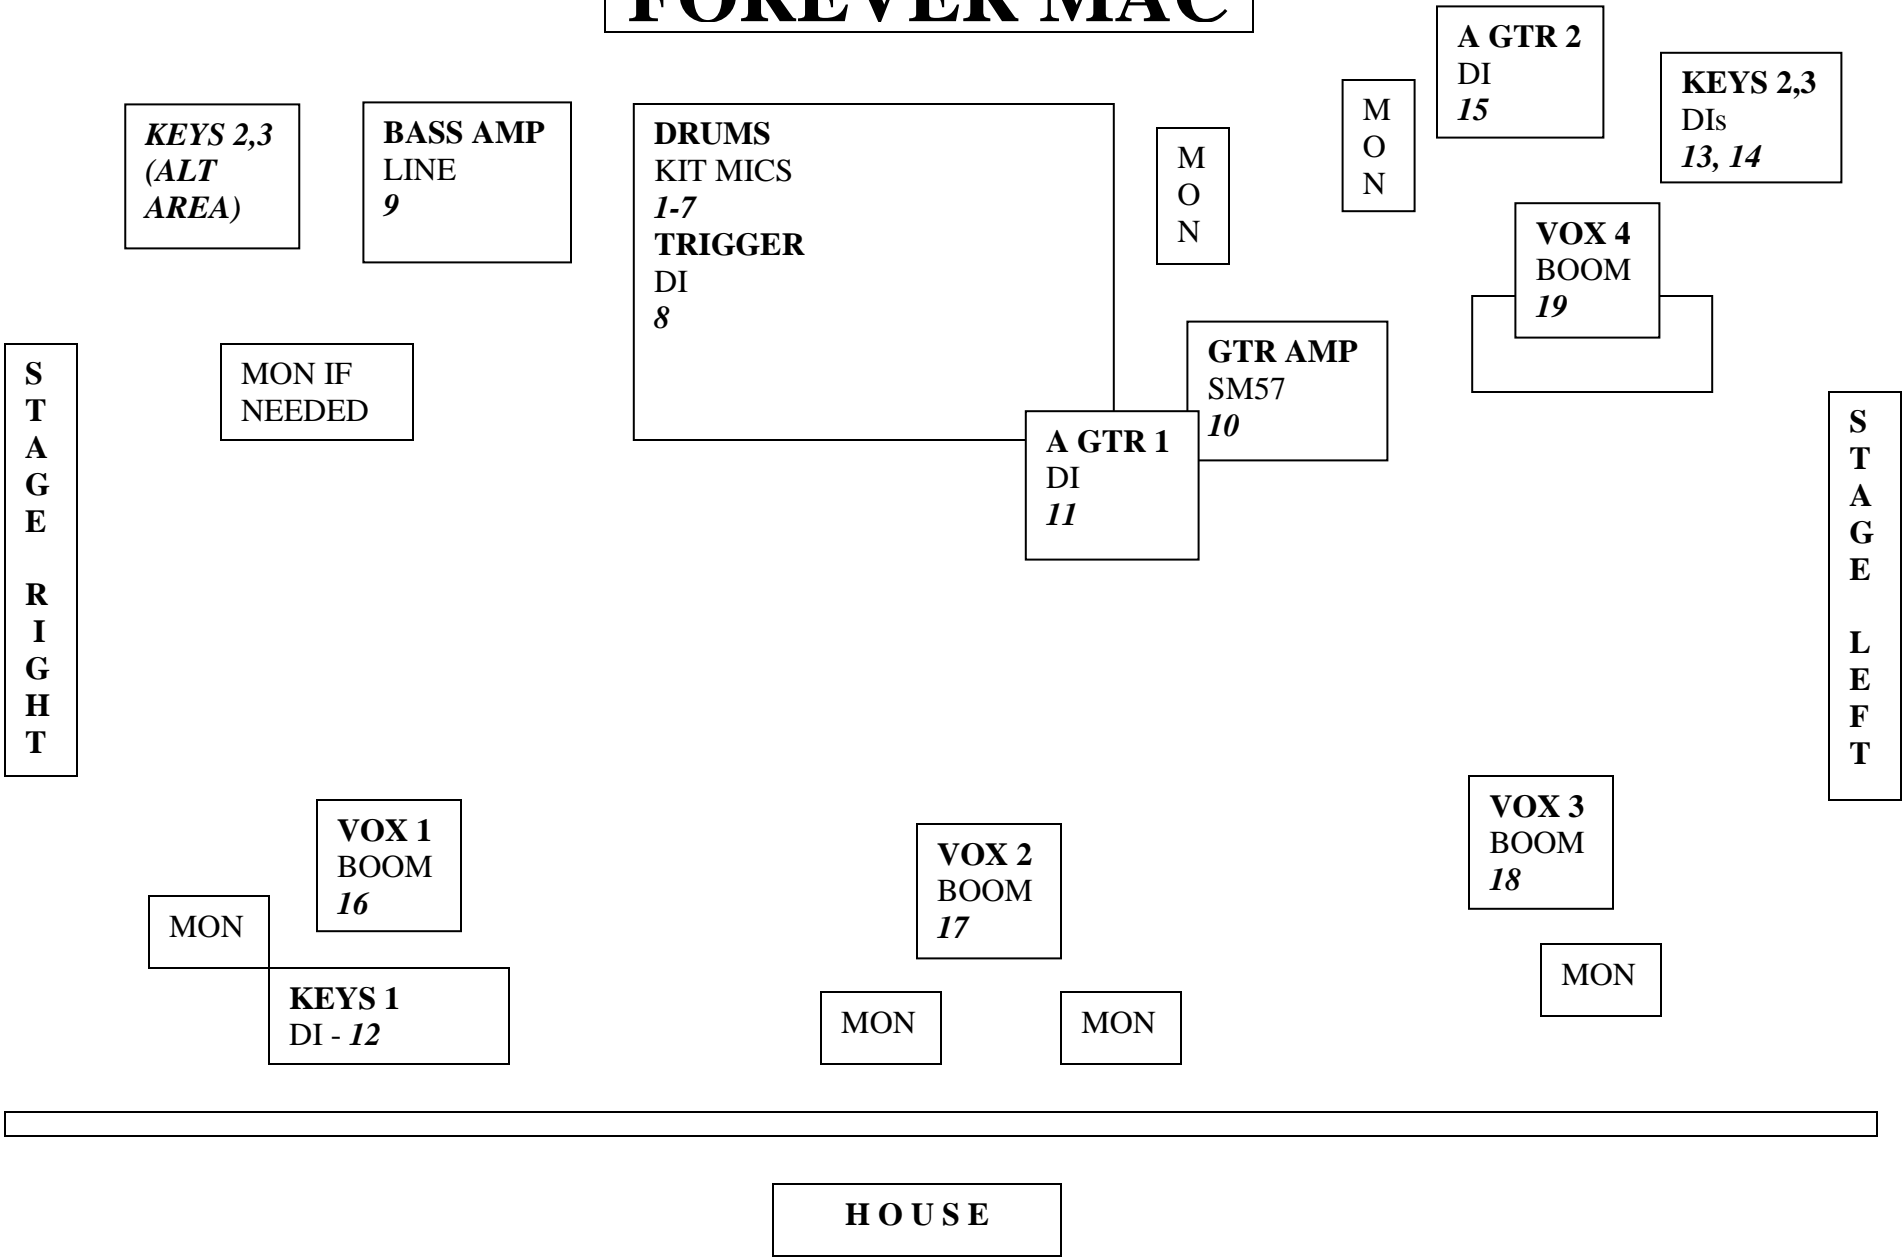 FOREVER MAC
A GTR 2
DI
15
KEYS 2,3
DIs
13, 14
KEYS 2,3
(ALT
AREA)
BASS AMP
LINE
9
DRUMS
KIT MICS
1-7
TRIGGER
DI
8
M
O
N
M
O
N
VOX 4
BOOM
19
GTR AMP
SM57
10
A GTR 1
DI
11
MON IF
NEEDED
S
T
A
G
E
R
I
G
H
T
S
T
A
G
E
L
E
F
T
VOX 1
BOOM
16
MON
KEYS 1
DI - 12
VOX 2
BOOM
17
MON
MON
VOX 3
BOOM
18
MON
H O U S E